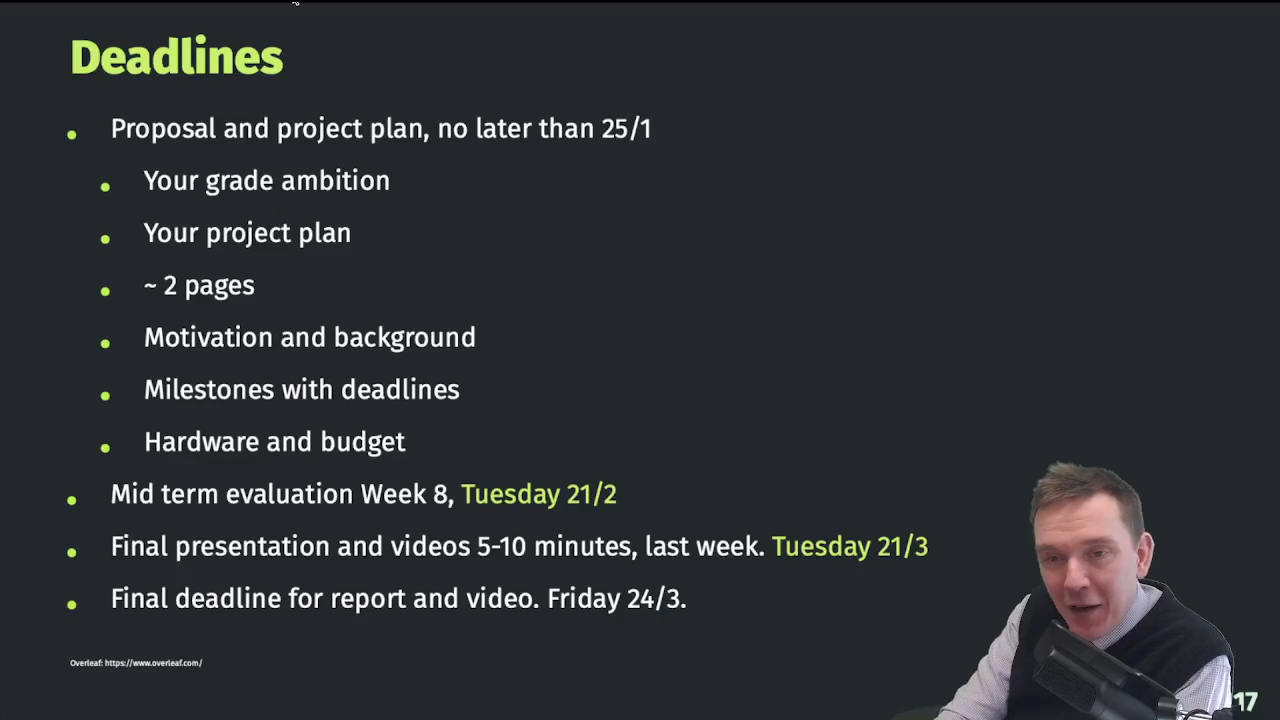 Deadlines
Proposal and project plan, no later than 25/1
Your grade ambition
Your project plan
~ 2 pages
Motivation and background
Milestones with deadlines
Hardware and budget
Mid term evaluation Week 8, Tuesday 21/2
Final presentation and videos 5-10 minutes, last week. Tuesday 21/3
Final deadline for report and video. Friday 24/3.
Overleaf: https://www.overleaf.com/
17